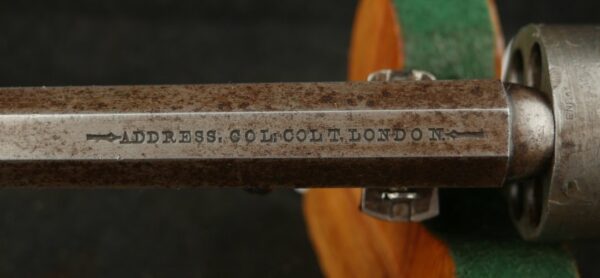 ADDRESS. COL. COLT. LONDON.